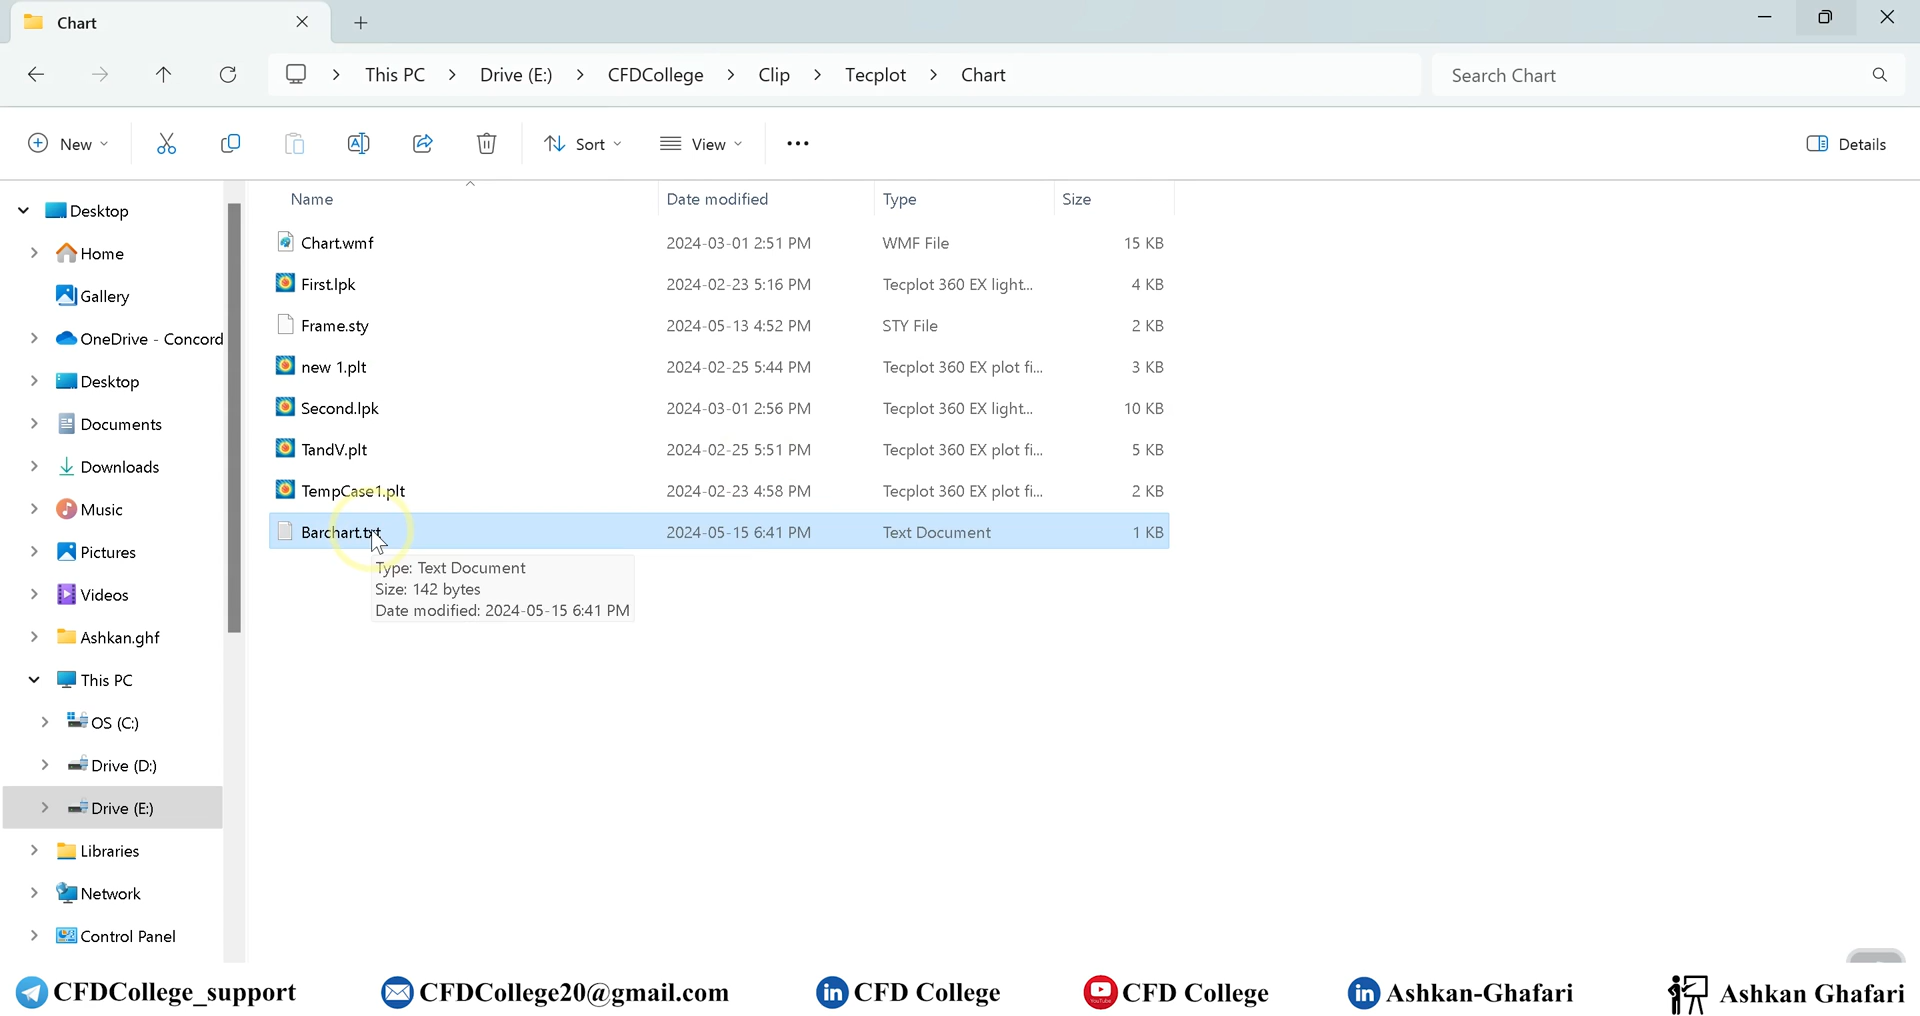 Chart
This PC > Drive (E:) > CFDCollege > Clip > Tecplot > Chart
Search Chart
New
Sort
View
Details
Desktop
Home
Gallery
OneDrive - Concord
Desktop
Documents
Downloads
Music
Pictures
Videos
Ashkan.ghf
This PC
OS (C:)
Drive (D:)
Drive (E:)
Libraries
Network
Control Panel
Name Date modified Type Size
Chart.wmf 2024-03-01 2:51 PM WMF File 15 KB
First.lpk 2024-02-23 5:16 PM Tecplot 360 EX light... 4 KB
Frame.sty 2024-05-13 4:52 PM STY File 2 KB
new 1.plt 2024-02-25 5:44 PM Tecplot 360 EX plot fi... 3 KB
Second.lpk 2024-03-01 2:56 PM Tecplot 360 EX light... 10 KB
TandV.plt 2024-02-25 5:51 PM Tecplot 360 EX plot fi... 5 KB
TempCase1.plt 2024-02-23 4:58 PM Tecplot 360 EX plot fi... 2 KB
Barchart.txt 2024-05-15 6:41 PM Text Document 1 KB
Type: Text Document
Size: 142 bytes
Date modified: 2024-05-15 6:41 PM
CFDCollege_support CFDCollege20@gmail.com CFD College CFD College Ashkan-Ghafari Ashkan Ghafari